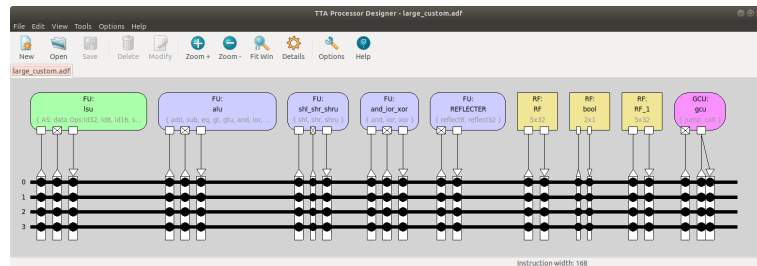 TTA Processor Designer - large_custom.adf
File Edit View Tools Options Help
New Open Save Delete Modify Zoom + Zoom - Fit Win Details Options Help
large_custom.adf
FU: FU: FU: FU: FU: RF: RF: RF: GCU:
lsu alu shl_shr_shru and_ior_xor REFLECTER RF bool RF_1 gcu
{ AS: data Ops:ld32, ld8, ld16, s... { add, sub, eq, gt, gtu, and, ior, ... { shl, shr, shru } { and, ior, xor } { reflect8, reflect32 } 5x32 2x1 5x32 { jump, call }
0
1
2
3
Instruction width: 168